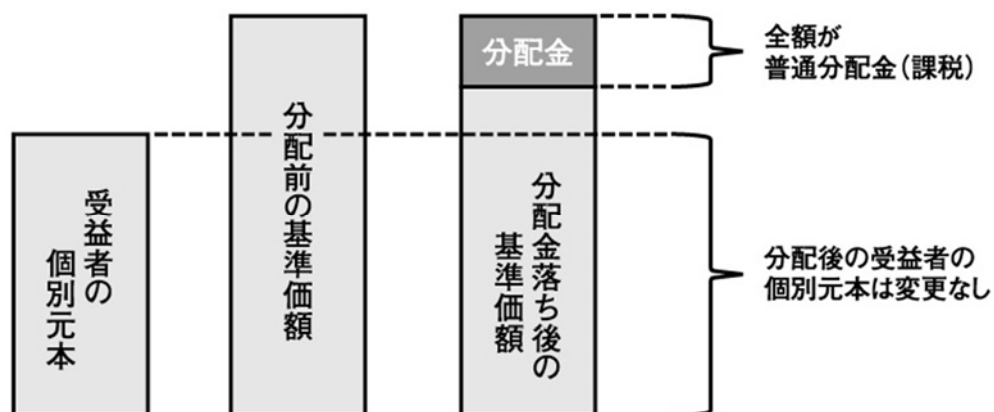 受益者の
個別元本
分配前の基準価額
分配金
分配金落ち後の
基準価額
全額が
普通分配金（課税）
分配後の受益者の
個別元本は変更なし